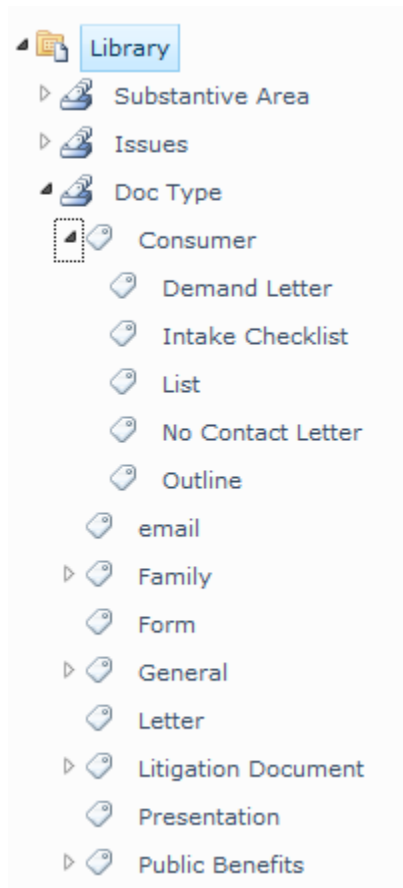 Library
Substantive Area
Issues
Doc Type
Consumer
Demand Letter
Intake Checklist
List
No Contact Letter
Outline
email
Family
Form
General
Letter
Litigation Document
Presentation
Public Benefits